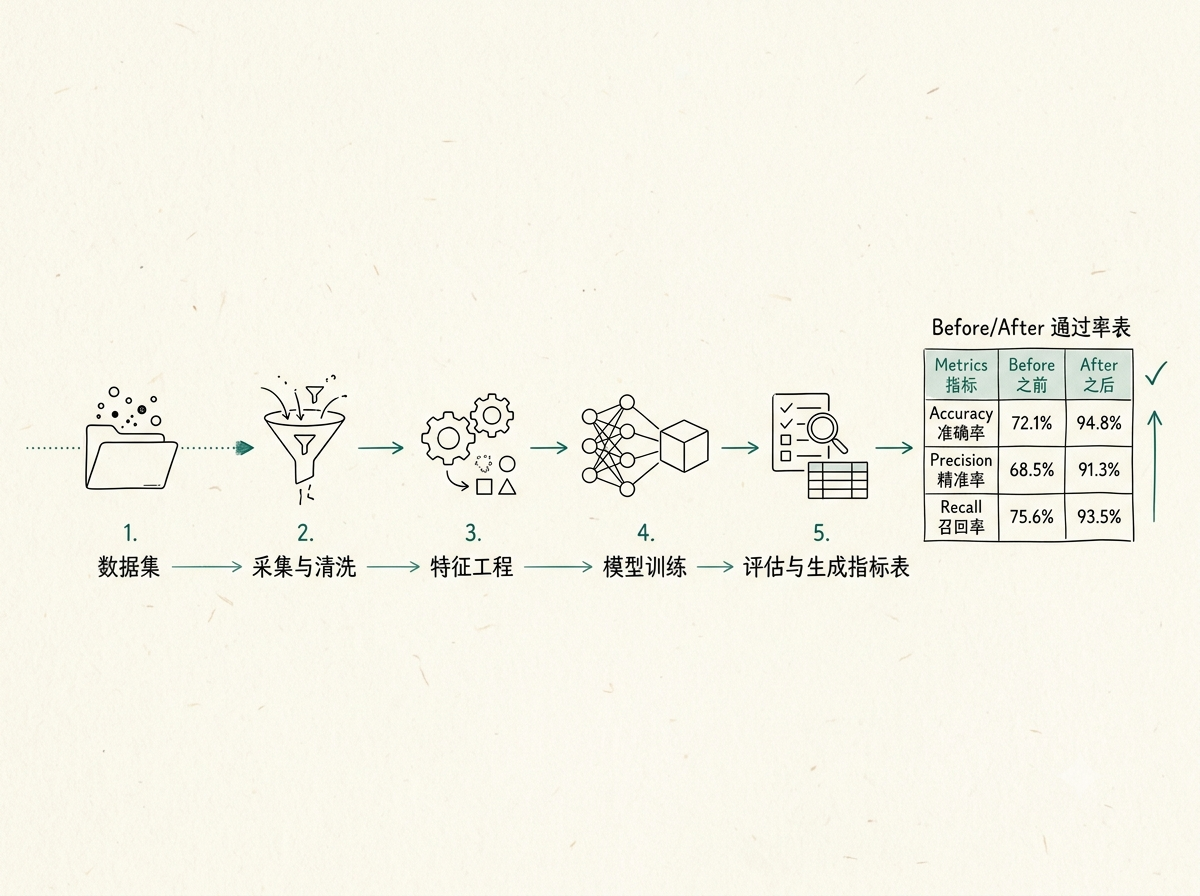 1.
数据集
2.
采集与清洗
3.
特征工程
4.
模型训练
5.
评估与生成指标表
Before/After 通过率表
Metrics
指标
Before
之前
After
之后
Accuracy
准确率
72.1%
94.8%
Precision
精准率
68.5%
91.3%
Recall
召回率
75.6%
93.5%